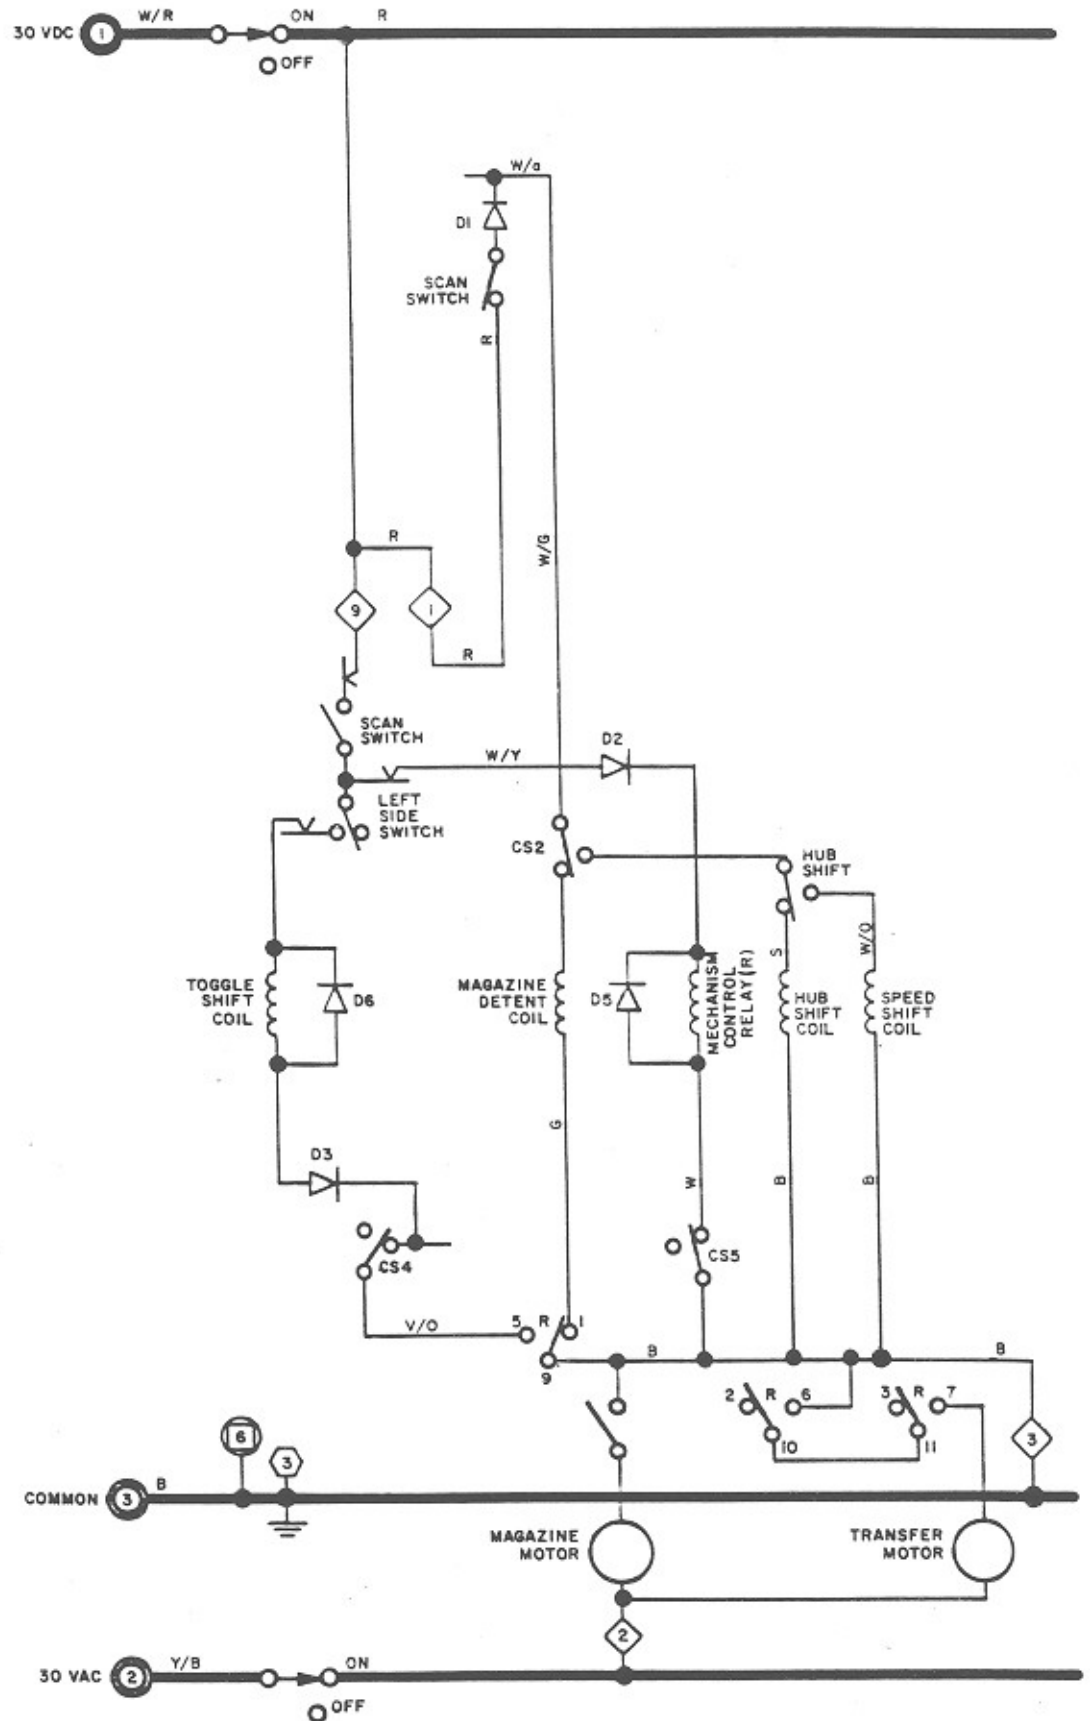 30 VDC
1
W/R
ON
R
OFF
W/a
D1
SCAN
SWITCH
R
R
W/G
9
1
R
SCAN
SWITCH
W/Y
D2
LEFT
SIDE
SWITCH
CS2
HUB
SHIFT
TOGGLE
SHIFT
COIL
D6
MAGAZINE
DETENT
COIL
D5
MECHANISM
CONTROL
RELAY (R)
S
HUB
SHIFT
COIL
W/O
SPEED
SHIFT
COIL
G
D3
W
B
B
CS4
CS5
V/O
5
R
1
9
B
B
2
R
6
10
3
R
7
11
3
6
3
COMMON
3
B
MAGAZINE
MOTOR
TRANSFER
MOTOR
2
30 VAC
2
Y/B
ON
OFF